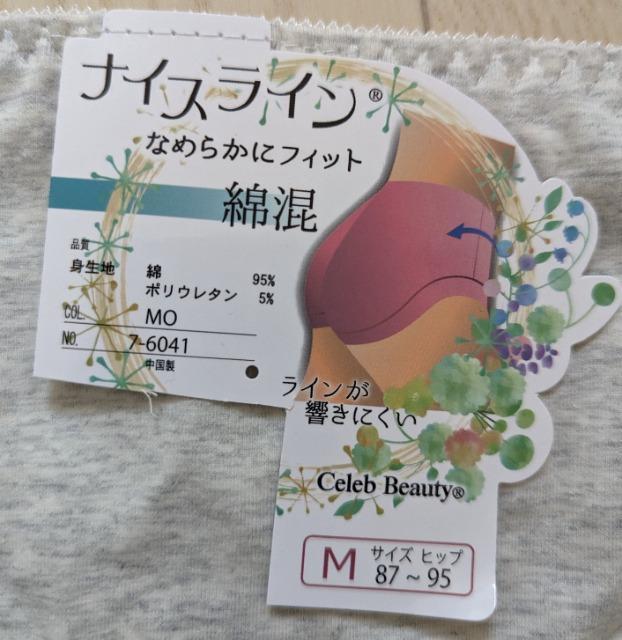 ナイスライン®
なめらかにフィット
綿混
品質
身生地 綿 95%
ポリウレタン 5%
COL. MO
NO. 7-6041
中国製
ラインが
響きにくい
Celeb Beauty®
M サイズ ヒップ
87~95